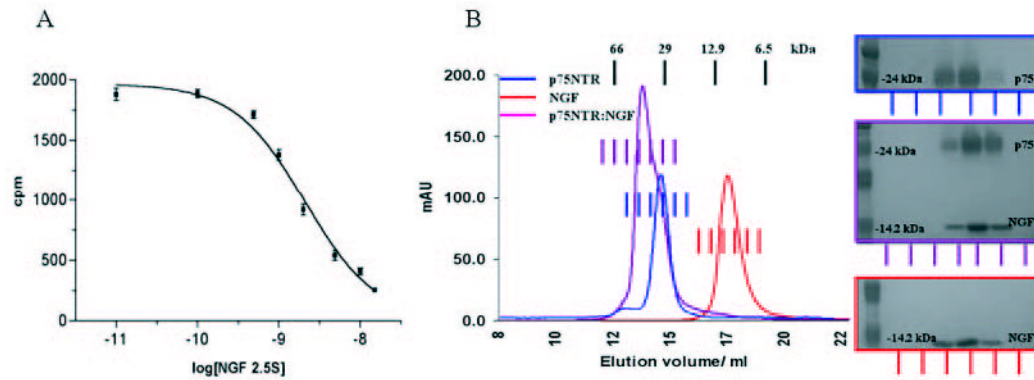 A
B
2000
1500
1000
500
0
cpm
-11
-10
-9
-8
log[NGF 2.5S]
66
29
12.9
6.5
kDa
p75NTR
NGF
p75NTR:NGF
200.0
150.0
100.0
50.0
0.0
mAU
8
10
13
15
17
20
22
Elution volume/ ml
-24 kDa
p75
-24 kDa
p75
-14.2 kDa
NGF
-14.2 kDa
NGF